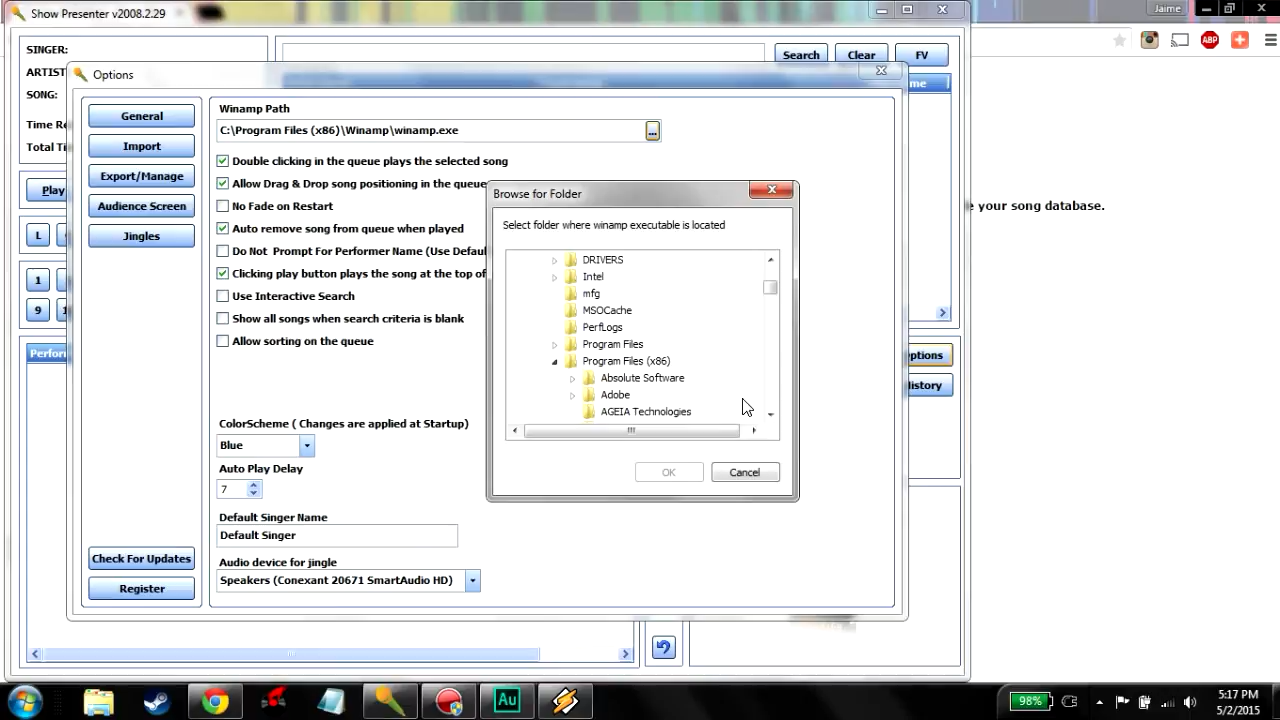 Show Presenter v2008.2.29
Jaime
SINGER:
ARTIST
SONG:
Time Re
Total Ti
Search
Clear
FV
me
Options
General
Import
Export/Manage
Audience Screen
Jingles
Check For Updates
Register
Winamp Path
C:\Program Files (x86)\Winamp\winamp.exe
...
Double clicking in the queue plays the selected song
Allow Drag & Drop song positioning in the queue
No Fade on Restart
Auto remove song from queue when played
Do Not Prompt For Performer Name (Use Defaul
Clicking play button plays the song at the top of
Use Interactive Search
Show all songs when search criteria is blank
Allow sorting on the queue
ColorScheme ( Changes are applied at Startup)
Blue
Auto Play Delay
7
Default Singer Name
Default Singer
Audio device for jingle
Speakers (Conexant 20671 SmartAudio HD)
Browse for Folder
Select folder where winamp executable is located
DRIVERS
Intel
mfg
MSOCache
PerfLogs
Program Files
Program Files (x86)
Absolute Software
Adobe
AGEIA Technologies
OK
Cancel
Play
L
1
9
1
Perforr
e your song database.
ptions
istory
ABP
Au
98%
5:17 PM
5/2/2015